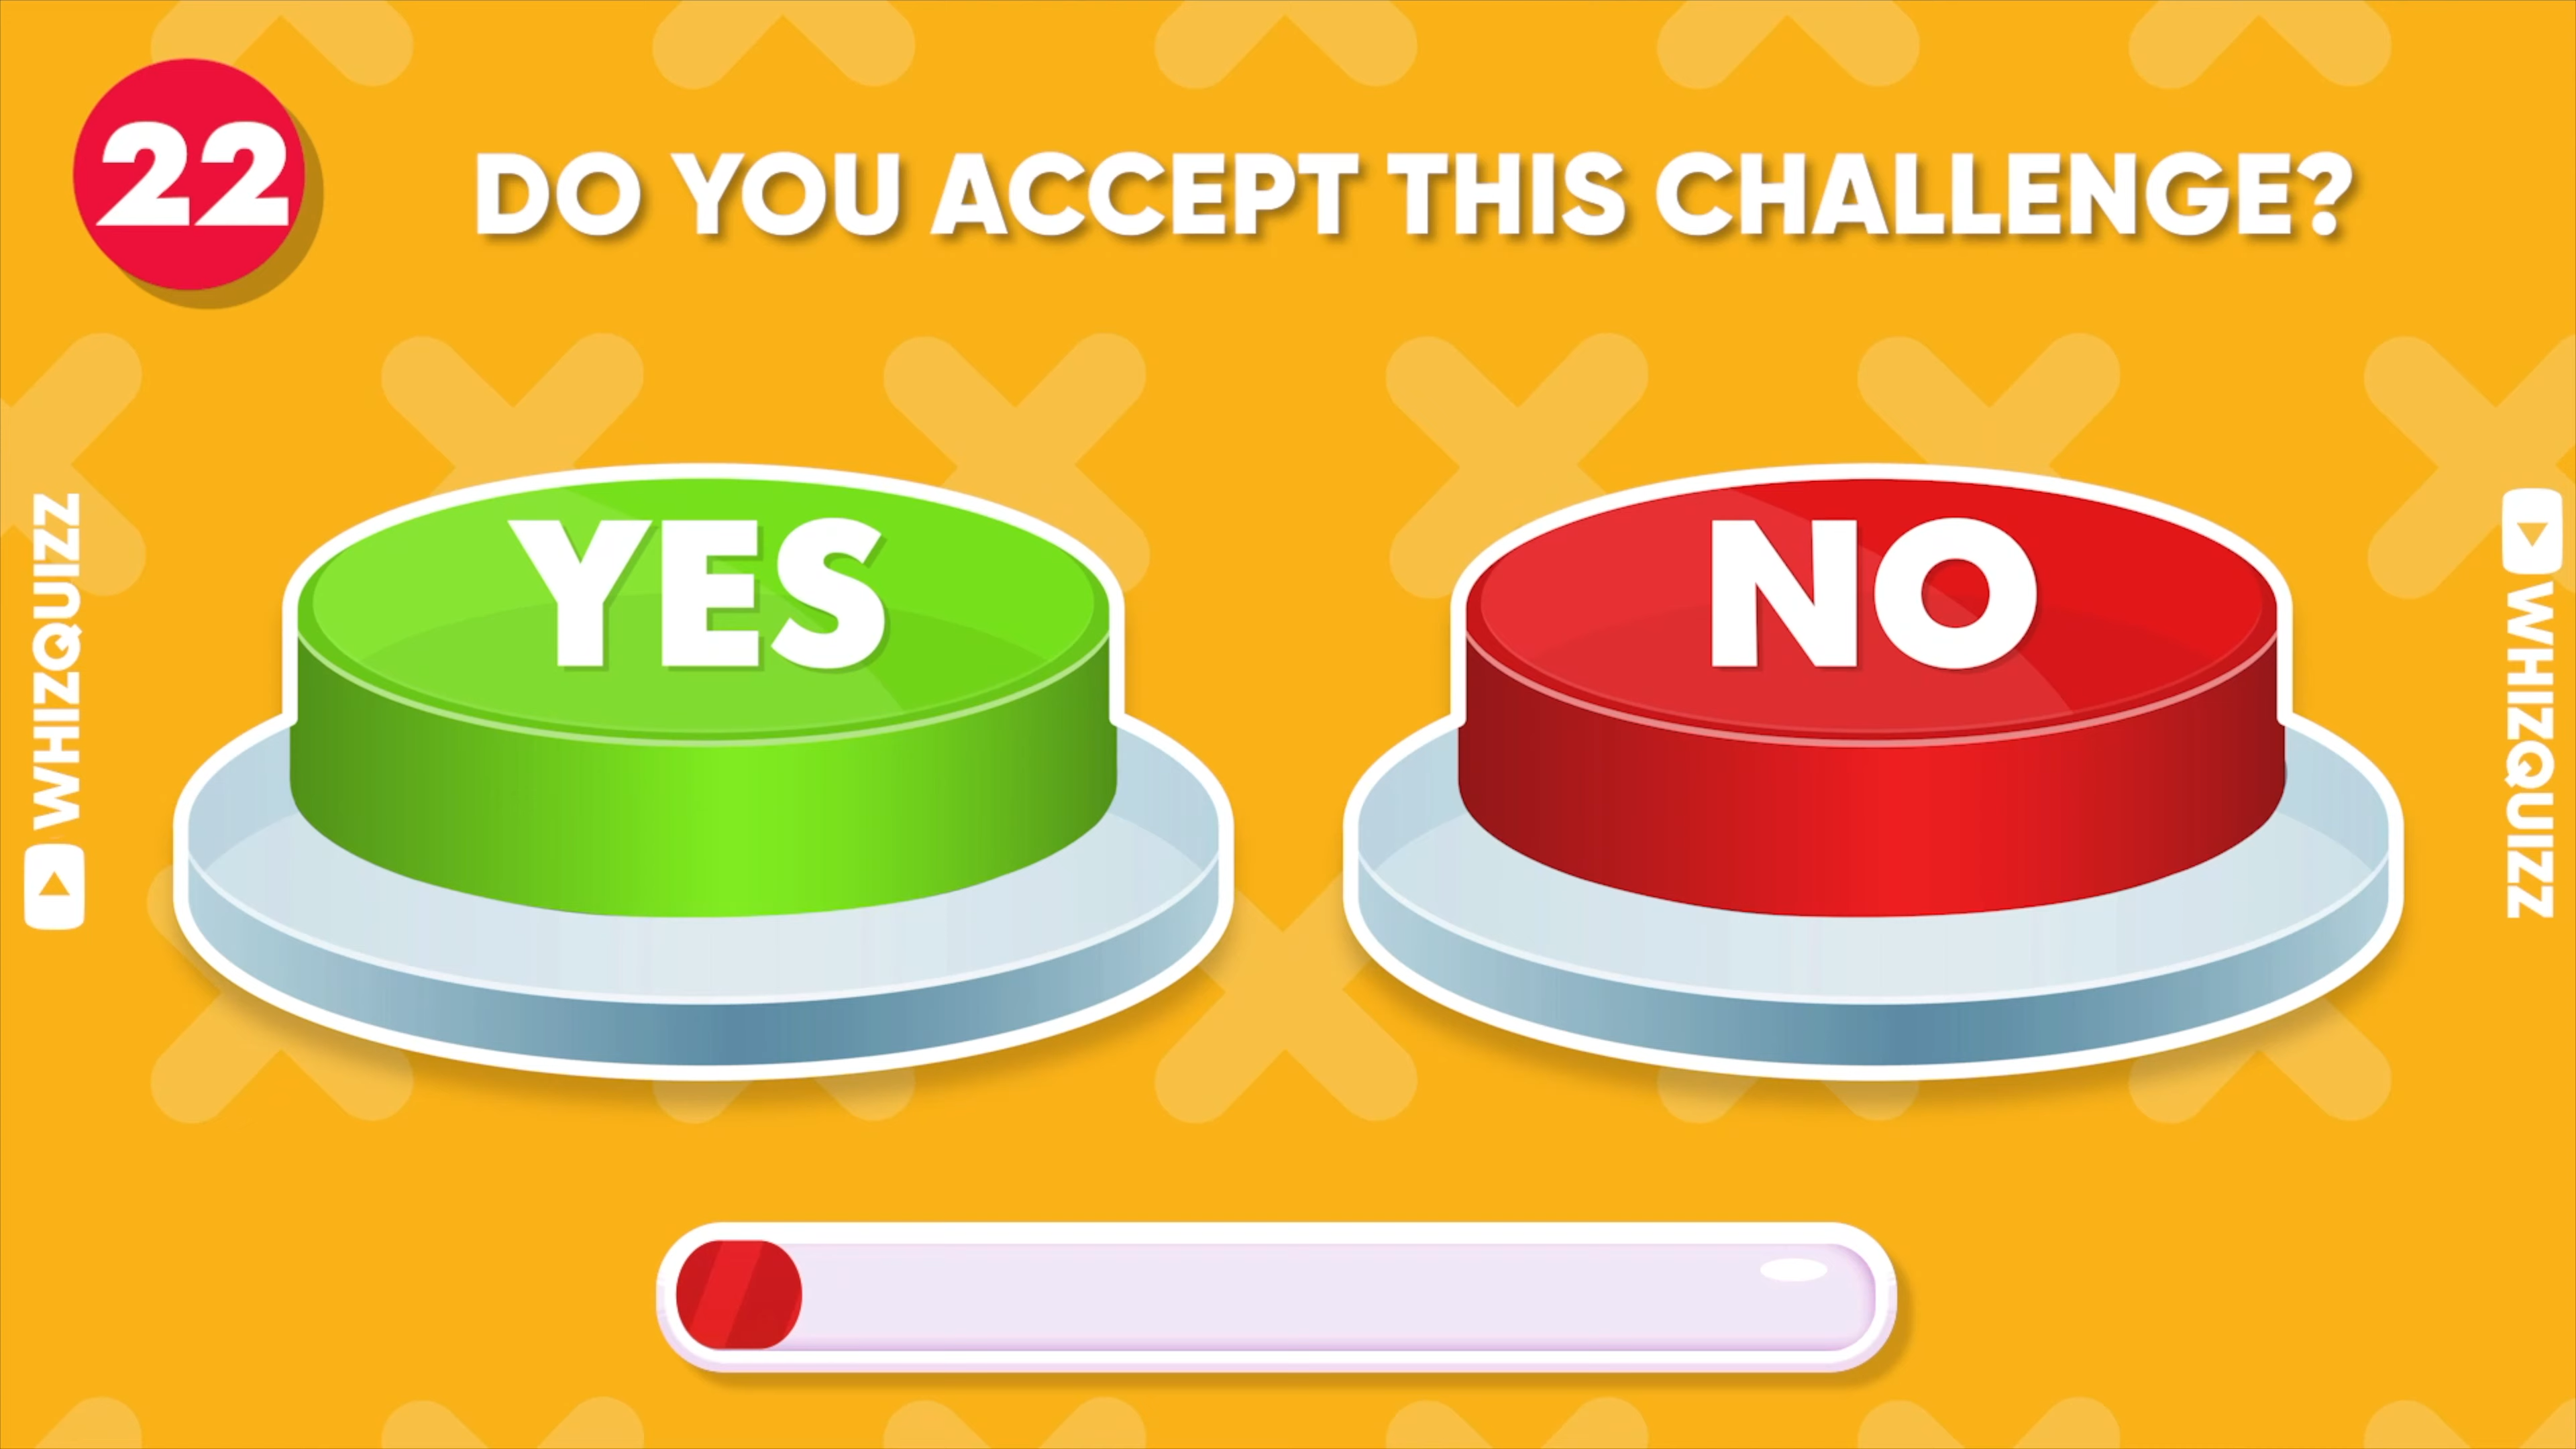 22
DO YOU ACCEPT THIS CHALLENGE?
YES
NO
WHIZQUIZZ
WHIZQUIZZ